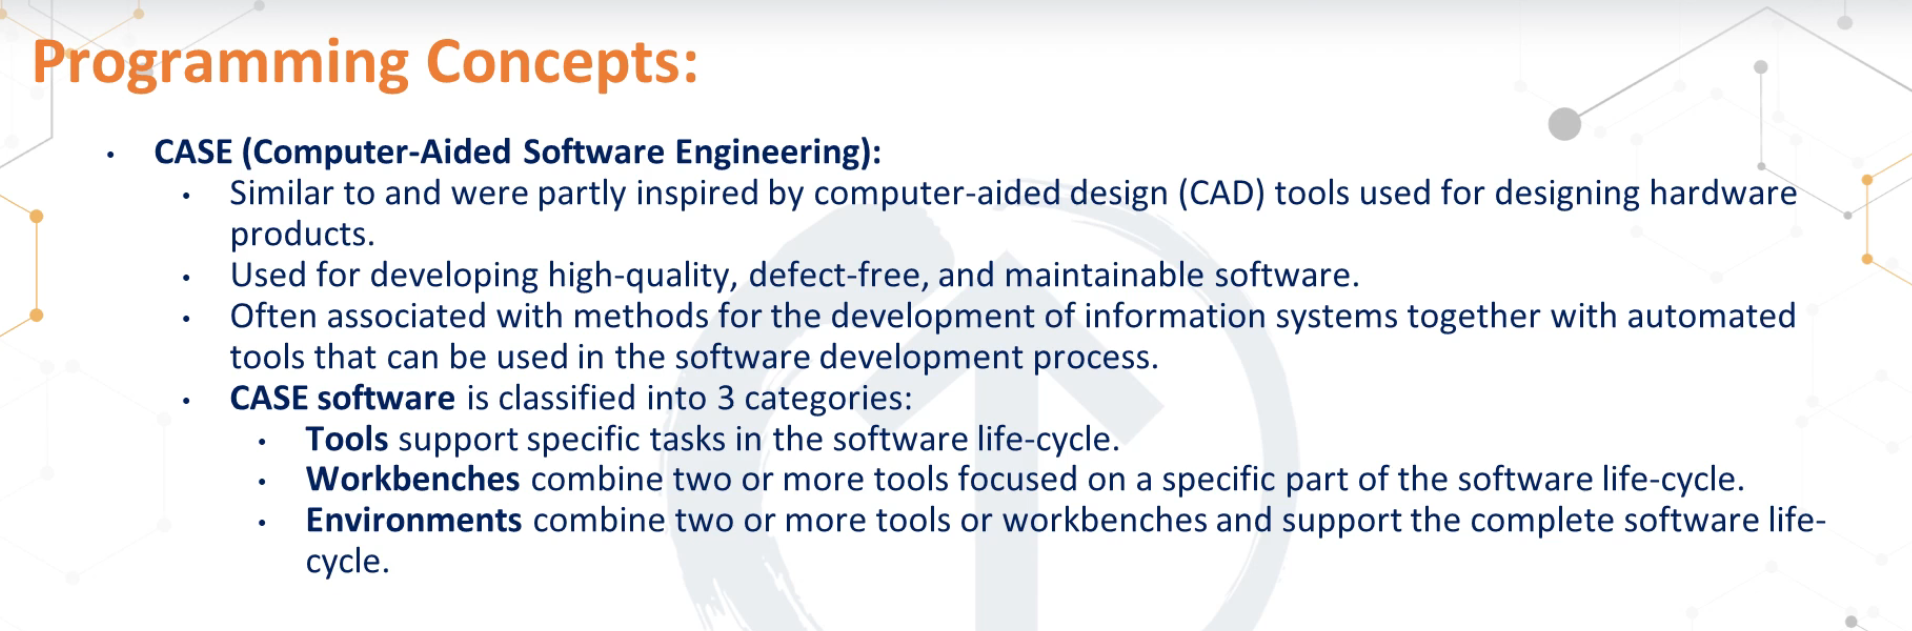 Programming Concepts:
• CASE (Computer-Aided Software Engineering):
• Similar to and were partly inspired by computer-aided design (CAD) tools used for designing hardware
products.
• Used for developing high-quality, defect-free, and maintainable software.
• Often associated with methods for the development of information systems together with automated
tools that can be used in the software development process.
• CASE software is classified into 3 categories:
• Tools support specific tasks in the software life-cycle.
• Workbenches combine two or more tools focused on a specific part of the software life-cycle.
• Environments combine two or more tools or workbenches and support the complete software life-
cycle.